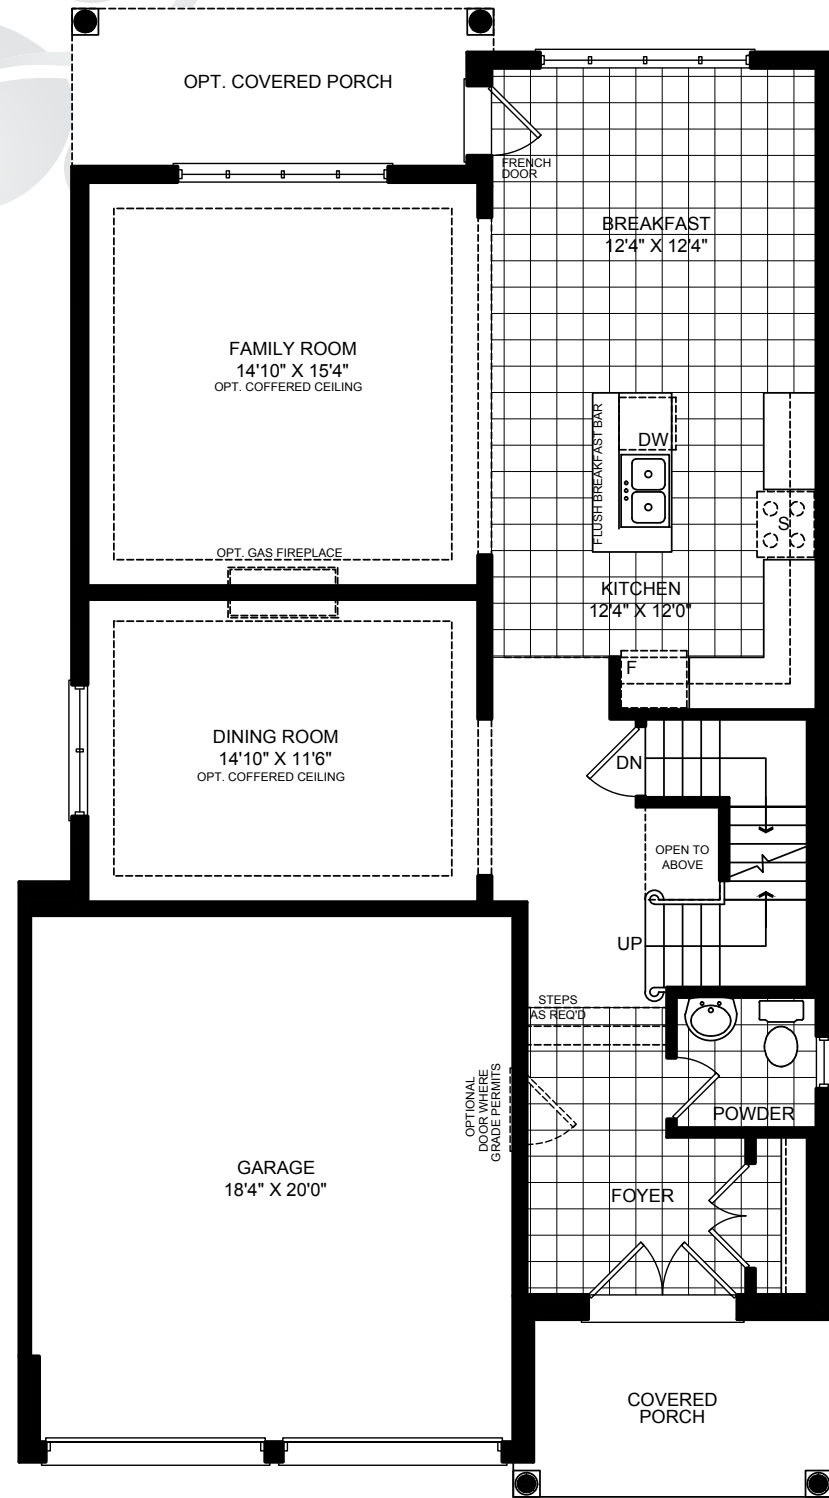 OPT. COVERED PORCH
FRENCH
DOOR
BREAKFAST
12'4" X 12'4"
FAMILY ROOM
14'10" X 15'4"
OPT. COFFERED CEILING
FLUSH BREAKFAST BAR
DW
S
OPT. GAS FIREPLACE
KITCHEN
12'4" X 12'0"
F
DINING ROOM
14'10" X 11'6"
OPT. COFFERED CEILING
DN
OPEN TO
ABOVE
UP
STEPS
AS REQ'D
OPTIONAL
DOOR WHERE
GRADE PERMITS
POWDER
GARAGE
18'4" X 20'0"
FOYER
COVERED
PORCH